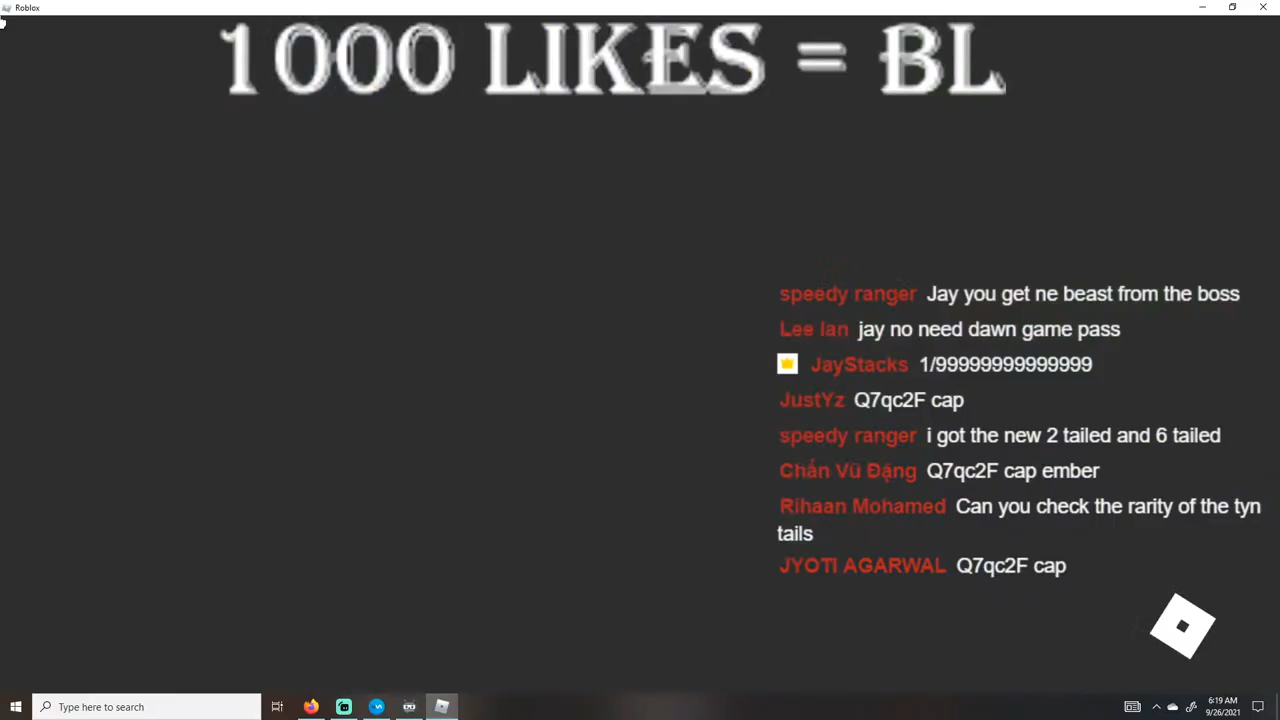 Roblox
1000 LIKES = BL
speedy ranger Jay you get ne beast from the boss
Lee Ian jay no need dawn game pass
JayStacks 1/99999999999999
JustYz Q7qc2F cap
speedy ranger i got the new 2 tailed and 6 tailed
Chấn Vũ Đặng Q7qc2F cap ember
Rihaan Mohamed Can you check the rarity of the tyn
tails
JYOTI AGARWAL Q7qc2F cap
Type here to search
6:19 AM
9/26/2021